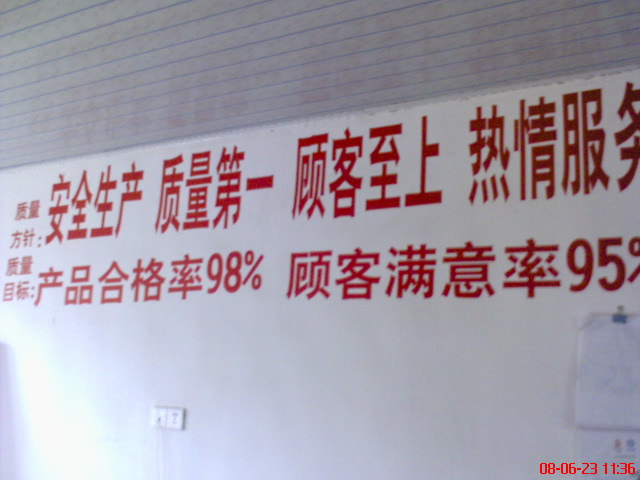 质量方针: 安全生产 质量第一 顾客至上 热情服务
质量目标: 产品合格率98% 顾客满意率95%
08-06-23 11:36